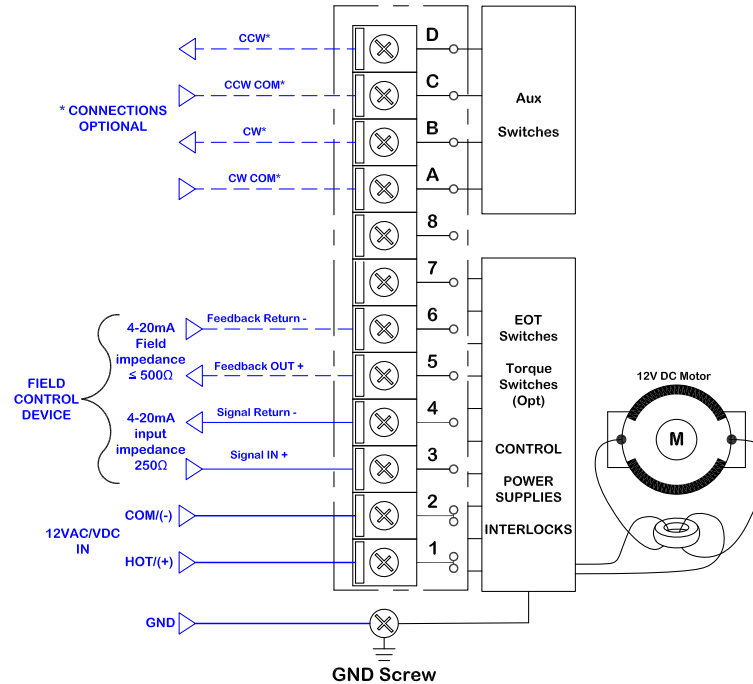 CCW*
D
CCW COM*
C
* CONNECTIONS
OPTIONAL
CW*
B
CW COM*
A
Aux
Switches
8
7
Feedback Return -
6
4-20mA
Field
impedance
≤ 500Ω
Feedback OUT +
5
FIELD
CONTROL
DEVICE
Signal Return -
4
4-20mA
input
impedance
250Ω
Signal IN +
3
COM/(-)
2
12VAC/VDC
IN
HOT/(+)
1
EOT
Switches
Torque
Switches
(Opt)
CONTROL
POWER
SUPPLIES
INTERLOCKS
12V DC Motor
M
GND
GND Screw